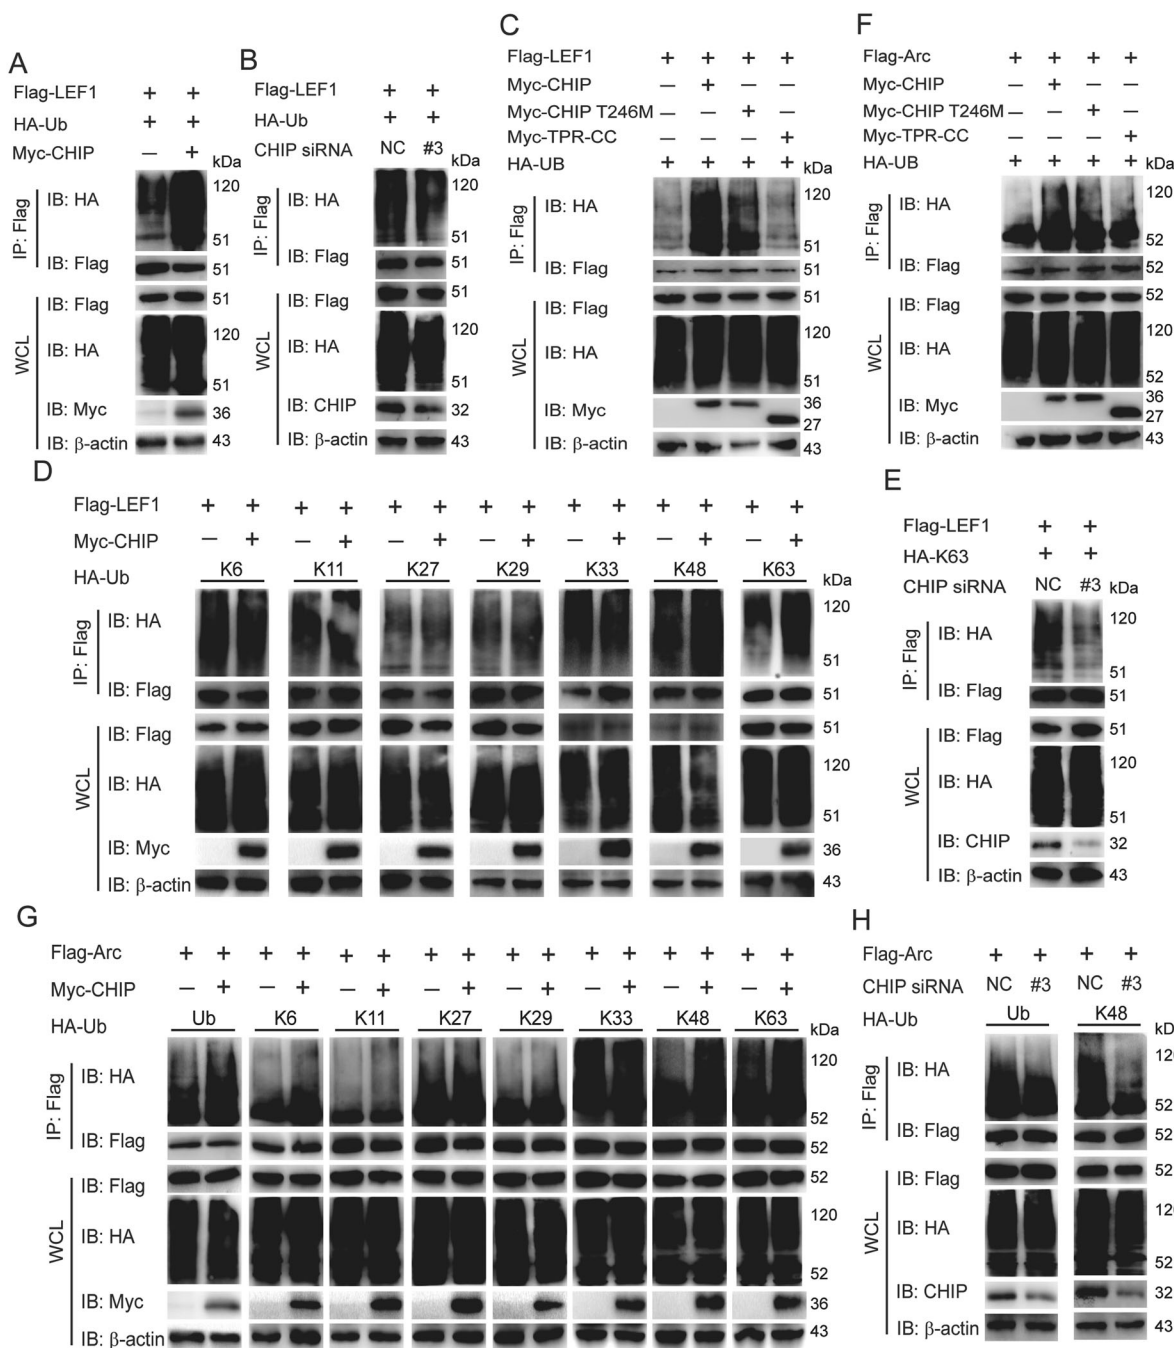 A
Flag-LEF1 + +
HA-Ub + +
Myc-CHIP — +
kDa
IP: Flag
IB: HA
120
51
IB: Flag 51
WCL
IB: Flag 51
IB: HA
120
51
IB: Myc 36
IB: β-actin 43
B
Flag-LEF1 + +
HA-Ub + +
CHIP siRNA NC #3
kDa
IP: Flag
IB: HA
120
51
IB: Flag 51
WCL
IB: Flag 51
IB: HA
120
51
IB: CHIP 32
IB: β-actin 43
C
Flag-LEF1 + + + +
Myc-CHIP — + — —
Myc-CHIP T246M — — + —
Myc-TPR-CC — — — +
HA-UB + + + + kDa
IP: Flag
IB: HA
120
51
IB: Flag 51
WCL
IB: Flag 51
IB: HA
120
51
IB: Myc
36
27
IB: β-actin 43
F
Flag-Arc + + + +
Myc-CHIP — + — —
Myc-CHIP T246M — — + —
Myc-TPR-CC — — — +
HA-UB + + + + kDa
IP: Flag
IB: HA
120
52
IB: Flag 52
WCL
IB: Flag 52
IB: HA
120
52
IB: Myc
36
27
IB: β-actin 43
D
Flag-LEF1 + + + + + + + + + + + + + +
Myc-CHIP — + — + — + — + — + — + — +
HA-Ub K6 K11 K27 K29 K33 K48 K63 kDa
IP: Flag
IB: HA
120
51
IB: Flag 51
WCL
IB: Flag 51
IB: HA
120
51
IB: Myc 36
IB: β-actin 43
E
Flag-LEF1 + +
HA-K63 + +
CHIP siRNA NC #3 kDa
IP: Flag
IB: HA
120
51
IB: Flag 51
WCL
IB: Flag 51
IB: HA
120
51
IB: CHIP 32
IB: β-actin 43
G
Flag-Arc + + + + + + + + + + + + + + + +
Myc-CHIP — + — + — + — + — + — + — + — +
HA-Ub Ub K6 K11 K27 K29 K33 K48 K63 kDa
IP: Flag
IB: HA
120
52
IB: Flag 52
WCL
IB: Flag 52
IB: HA
120
52
IB: Myc 36
IB: β-actin 43
H
Flag-Arc + + + +
CHIP siRNA NC #3 NC #3
HA-Ub Ub K48 kD
IP: Flag
IB: HA
120
52
IB: Flag 52
WCL
IB: Flag 52
IB: HA
120
52
IB: CHIP 32
IB: β-actin 43